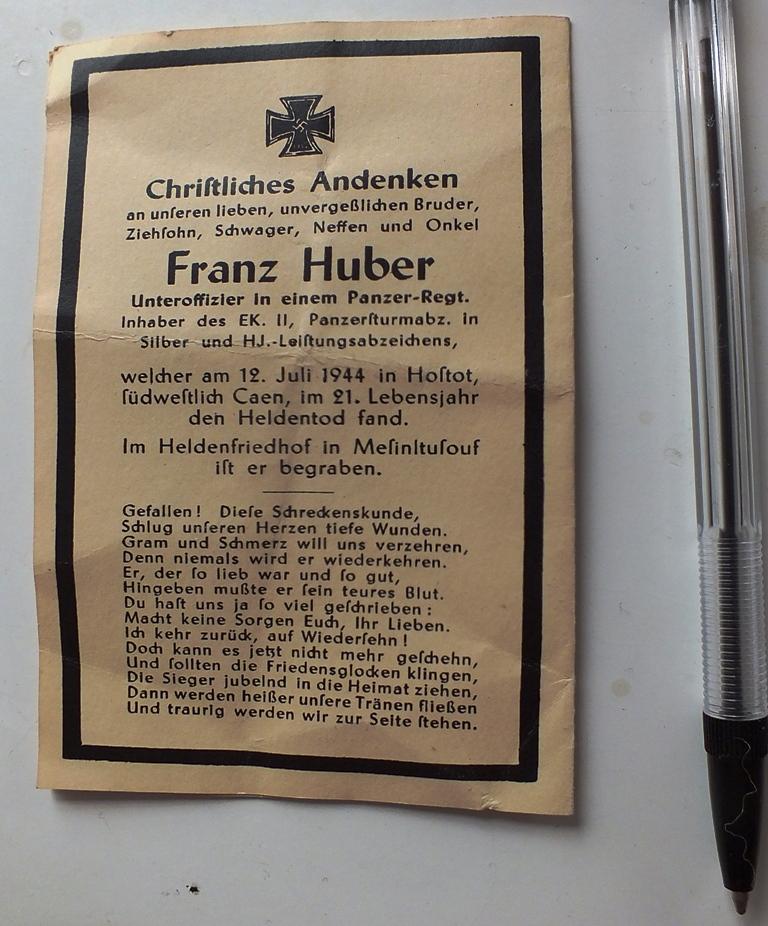 Chriſtliches Andenken
an unſeren lieben, unvergeßlichen Bruder,
Ziehſohn, Schwager, Neffen und Onkel
Franz Huber
Unteroffizier in einem Panzer-Regt.
Inhaber des EK. II, Panzerſturmabz. in
Silber und HJ.-Leiſtungsabzeichens,
welcher am 12. Juli 1944 in Hoſtot,
ſüdweſtlich Caen, im 21. Lebensjahr
den Heldentod fand.
Im Heldenfriedhof in Meſinltuſouf
iſt er begraben.
Gefallen! Dieſe Schreckenskunde,
Schlug unſeren Herzen tiefe Wunden.
Gram und Schmerz will uns verzehren,
Denn niemals wird er wiederkehren.
Er, der ſo lieb war und ſo gut,
Hingeben mußte er ſein teures Blut.
Du haſt uns ja ſo viel geſchrieben:
Macht keine Sorgen Euch, Ihr Lieben.
Ich kehr zurück, auf Wiederſehn!
Doch kann es jetzt nicht mehr geſchehn,
Und ſollten die Friedensglocken klingen,
Die Sieger jubelnd in die Heimat ziehen,
Dann werden heißer unſere Tränen fließen
Und traurig werden wir zur Seite ſtehen.